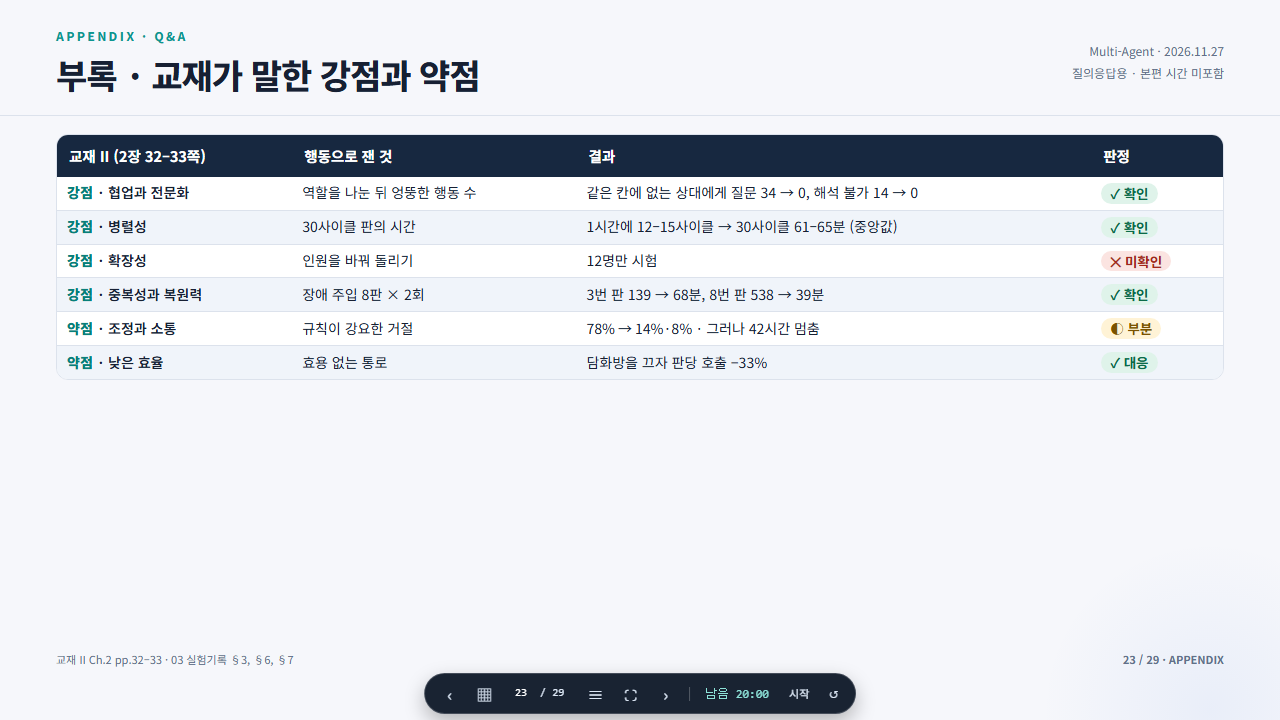 APPENDIX · Q&A
부록 · 교재가 말한 강점과 약점
Multi-Agent · 2026.11.27
질의응답용 · 본편 시간 미포함
교재 II (2장 32–33쪽) 행동으로 잰 것 결과 판정
강점 · 협업과 전문화 역할을 나눈 뒤 엉뚱한 행동 수 같은 칸에 없는 상대에게 질문 34 → 0, 해석 불가 14 → 0 ✓ 확인
강점 · 병렬성 30사이클 판의 시간 1시간에 12–15사이클 → 30사이클 61–65분 (중앙값) ✓ 확인
강점 · 확장성 인원을 바꿔 돌리기 12명만 시험 ✕ 미확인
강점 · 중복성과 복원력 장애 주입 8판 × 2회 3번 판 139 → 68분, 8번 판 538 → 39분 ✓ 확인
약점 · 조정과 소통 규칙이 강요한 거절 78% → 14%·8% · 그러나 42시간 멈춤 ◐ 부분
약점 · 낮은 효율 효용 없는 통로 담화방을 끄자 판당 호출 −33% ✓ 대응
교재 II Ch.2 pp.32–33 · 03 실험기록 §3, §6, §7
23 / 29 · APPENDIX
‹ ▦ 23 / 29 ☰ ⛶ › 남음 20:00 시작 ↺